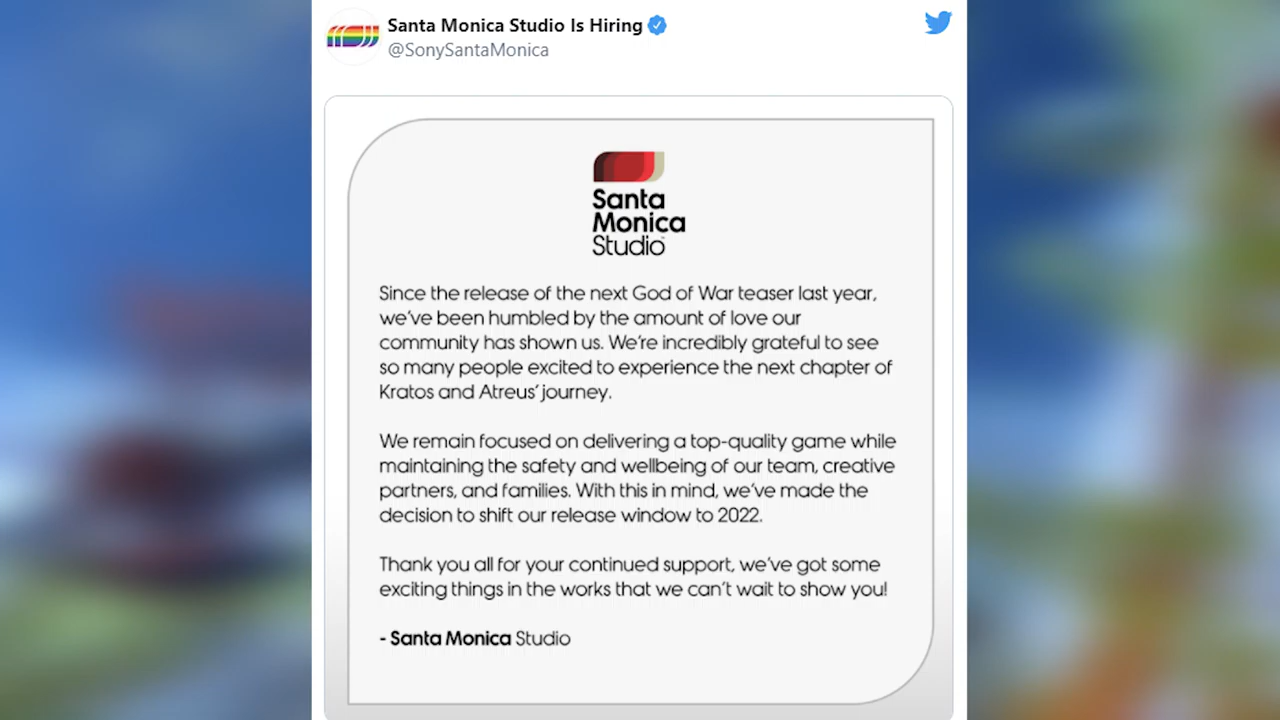 Santa Monica Studio Is Hiring
@SonySantaMonica
Santa
Monica
Studio
Since the release of the next God of War teaser last year,
we've been humbled by the amount of love our
community has shown us. We're incredibly grateful to see
so many people excited to experience the next chapter of
Kratos and Atreus' journey.
We remain focused on delivering a top-quality game while
maintaining the safety and wellbeing of our team, creative
partners, and families. With this in mind, we've made the
decision to shift our release window to 2022.
Thank you all for your continued support, we've got some
exciting things in the works that we can't wait to show you!
- Santa Monica Studio